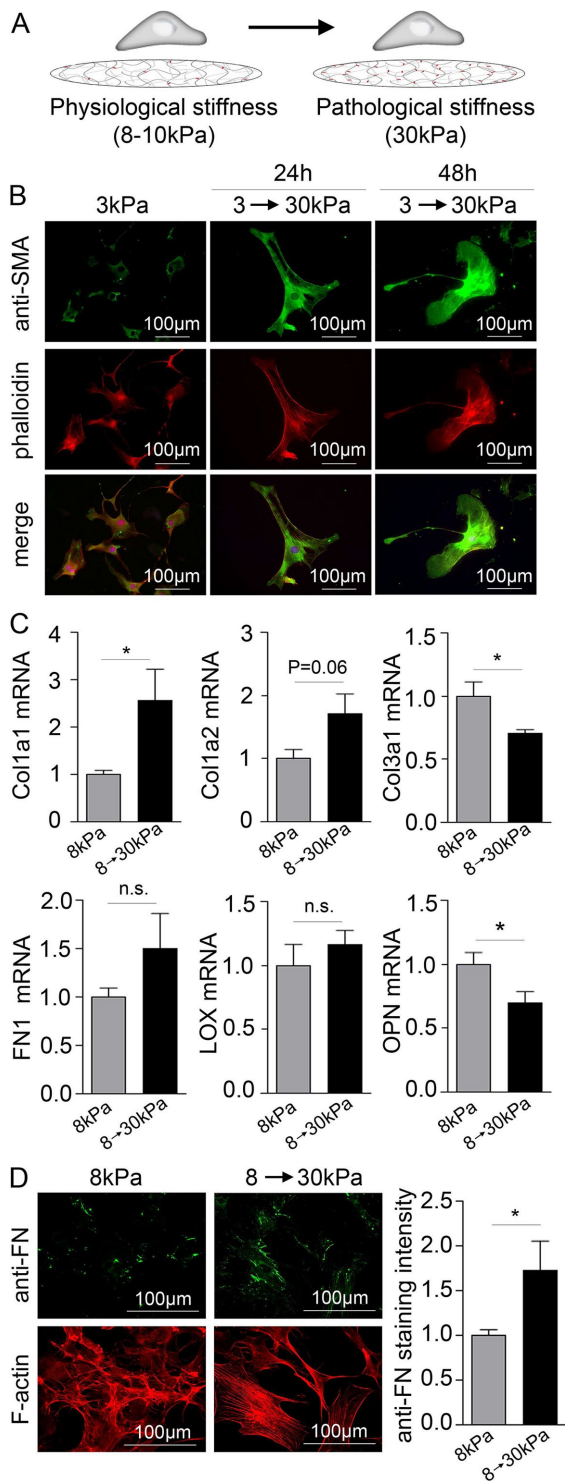 A
Physiological stiffness
(8-10kPa)
Pathological stiffness
(30kPa)
B
24h
48h
3kPa
3 → 30kPa
3 → 30kPa
anti-SMA
100μm
100μm
100μm
phalloidin
100μm
100μm
100μm
merge
100μm
100μm
100μm
C
Col1a1 mRNA
4
3
2
1
0
*
8kPa
8→30kPa
Col1a2 mRNA
3
2
1
0
P=0.06
8kPa
8→30kPa
Col3a1 mRNA
1.5
1.0
0.5
0.0
*
8kPa
8→30kPa
FN1 mRNA
2.0
1.5
1.0
0.5
0.0
n.s.
8kPa
8→30kPa
LOX mRNA
1.5
1.0
0.5
0.0
n.s.
8kPa
8→30kPa
OPN mRNA
1.5
1.0
0.5
0.0
*
8kPa
8→30kPa
D
8kPa
8 → 30kPa
anti-FN
100μm
100μm
F-actin
100μm
100μm
anti-FN staining intensity
2.5
2.0
1.5
1.0
0.5
0.0
*
8kPa
8→30kPa